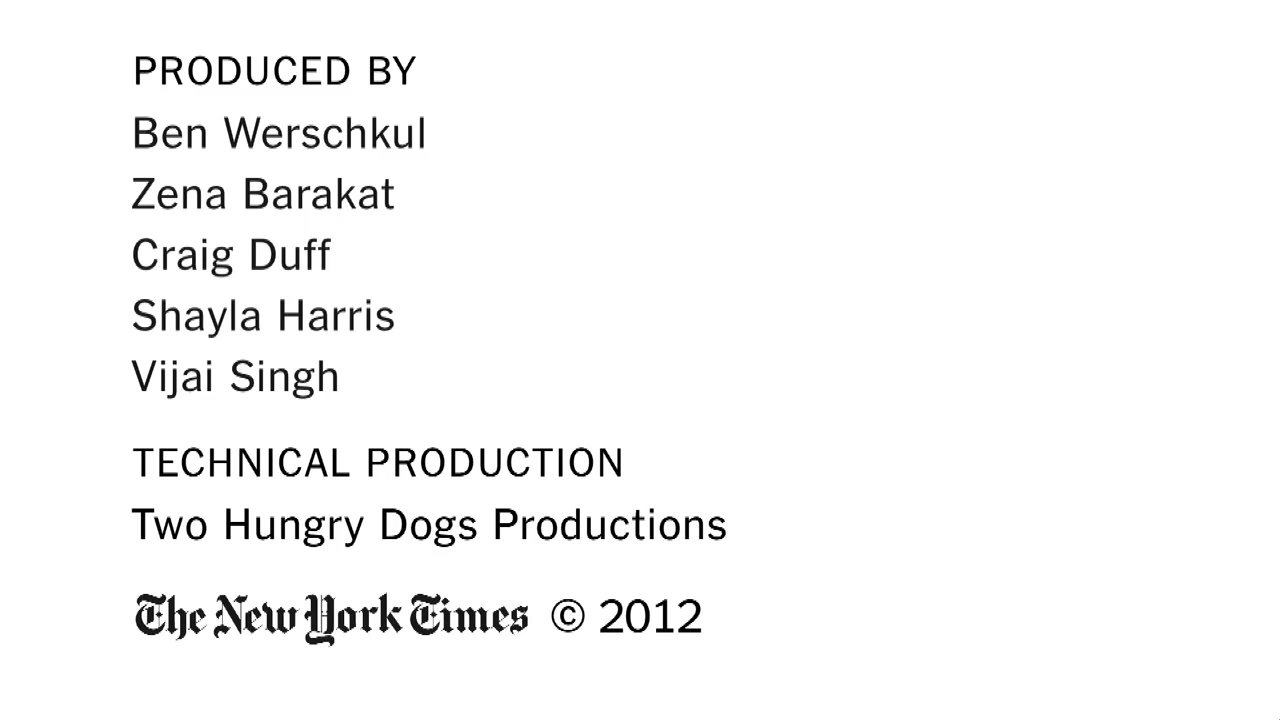 PRODUCED BY
Ben Werschkul
Zena Barakat
Craig Duff
Shayla Harris
Vijai Singh
TECHNICAL PRODUCTION
Two Hungry Dogs Productions
The New York Times © 2012